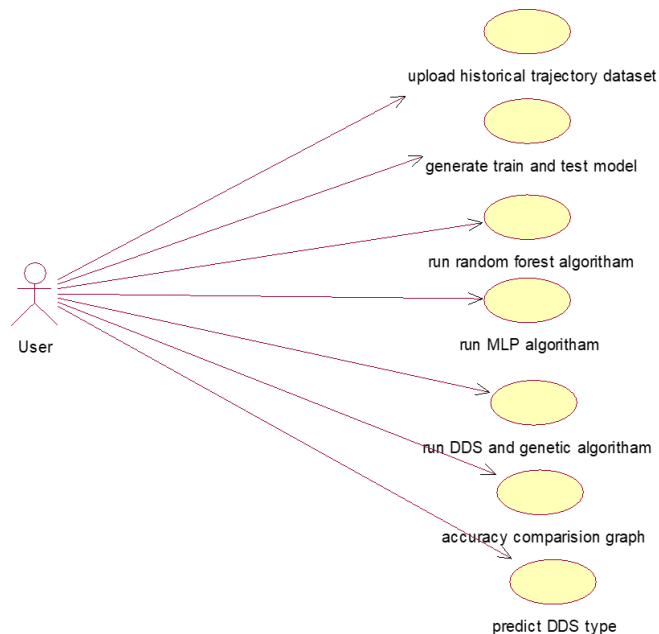 upload historical trajectory dataset
generate train and test model
run random forest algoritham
User
run MLP algoritham
run DDS and genetic algoritham
accuracy comparision graph
predict DDS type